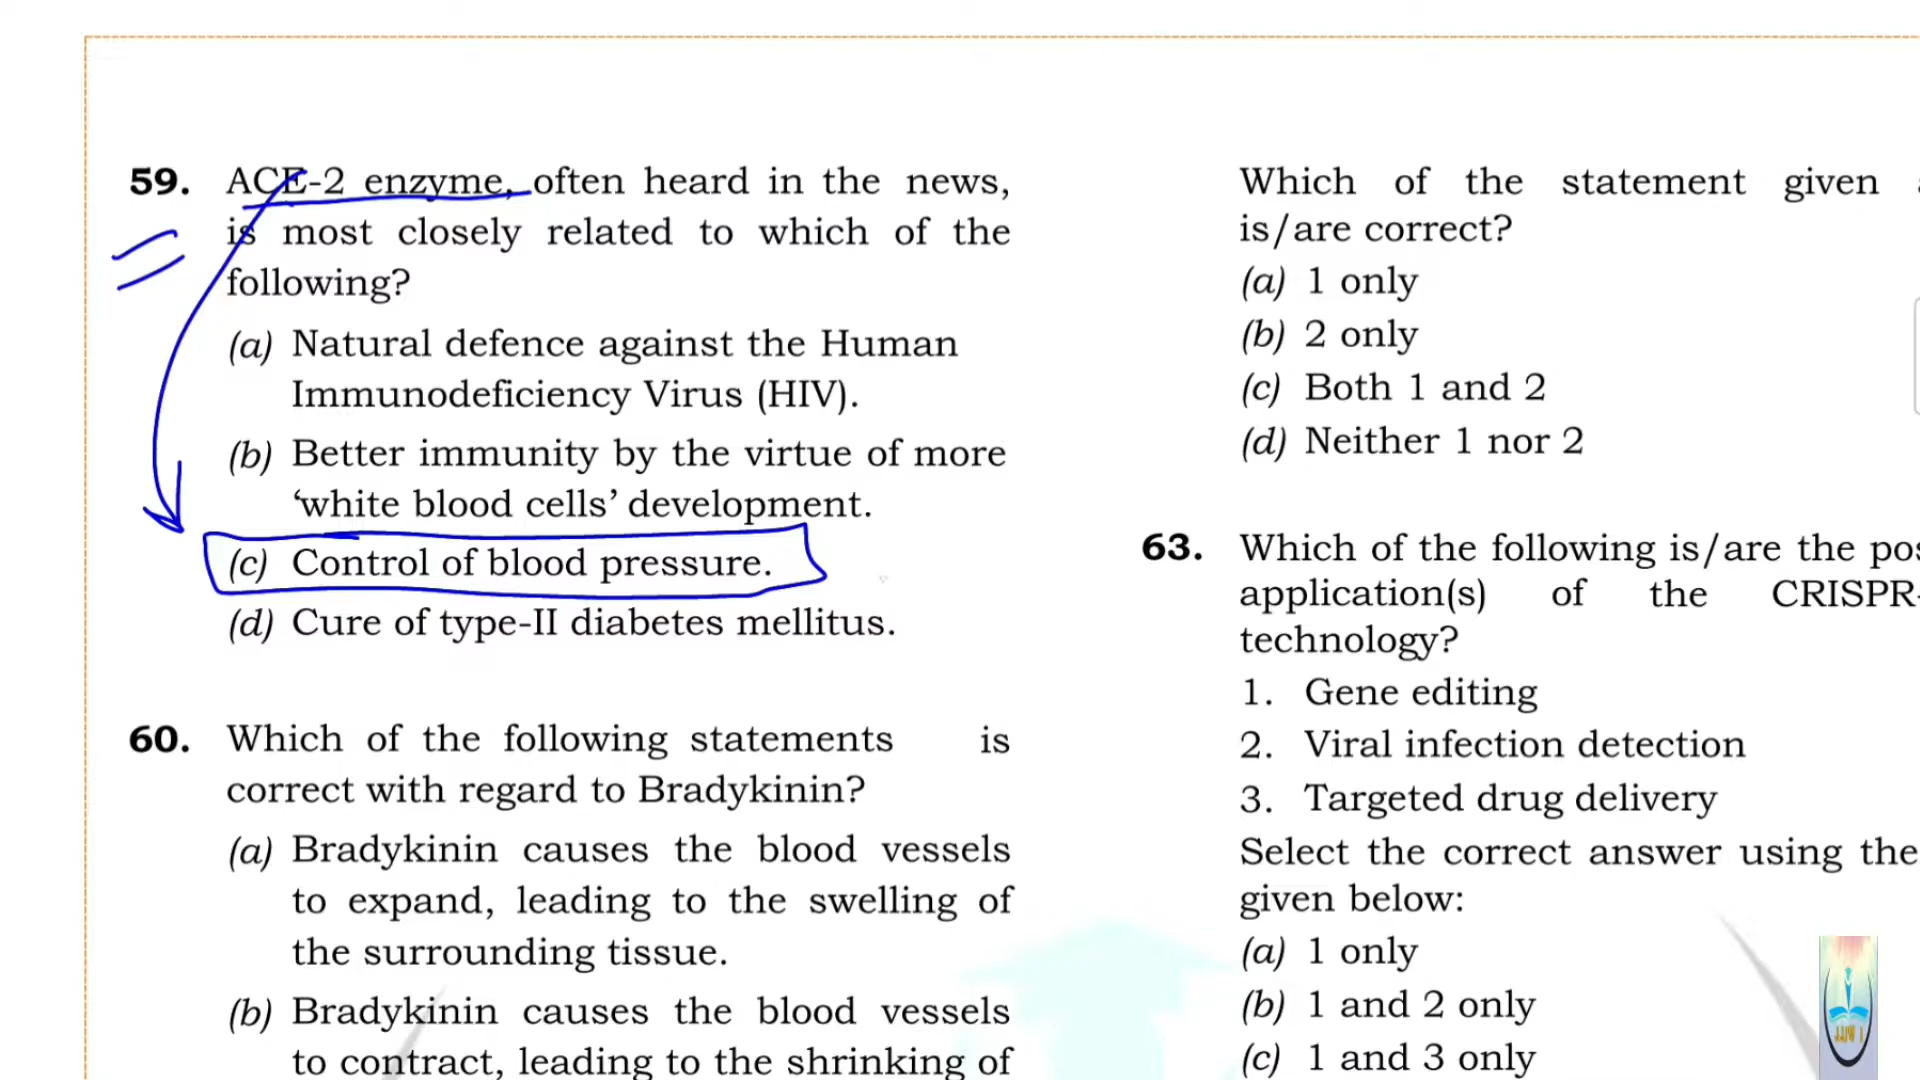 59. ACE-2 enzyme, often heard in the news,
is most closely related to which of the
following?
(a) Natural defence against the Human
Immunodeficiency Virus (HIV).
(b) Better immunity by the virtue of more
‘white blood cells’ development.
(c) Control of blood pressure.
(d) Cure of type-II diabetes mellitus.
60. Which of the following statements is
correct with regard to Bradykinin?
(a) Bradykinin causes the blood vessels
to expand, leading to the swelling of
the surrounding tissue.
(b) Bradykinin causes the blood vessels
to contract, leading to the shrinking of
Which of the statement given
is/are correct?
(a) 1 only
(b) 2 only
(c) Both 1 and 2
(d) Neither 1 nor 2
63. Which of the following is/are the pos
application(s) of the CRISPR-
technology?
1. Gene editing
2. Viral infection detection
3. Targeted drug delivery
Select the correct answer using the
given below:
(a) 1 only
(b) 1 and 2 only
(c) 1 and 3 only